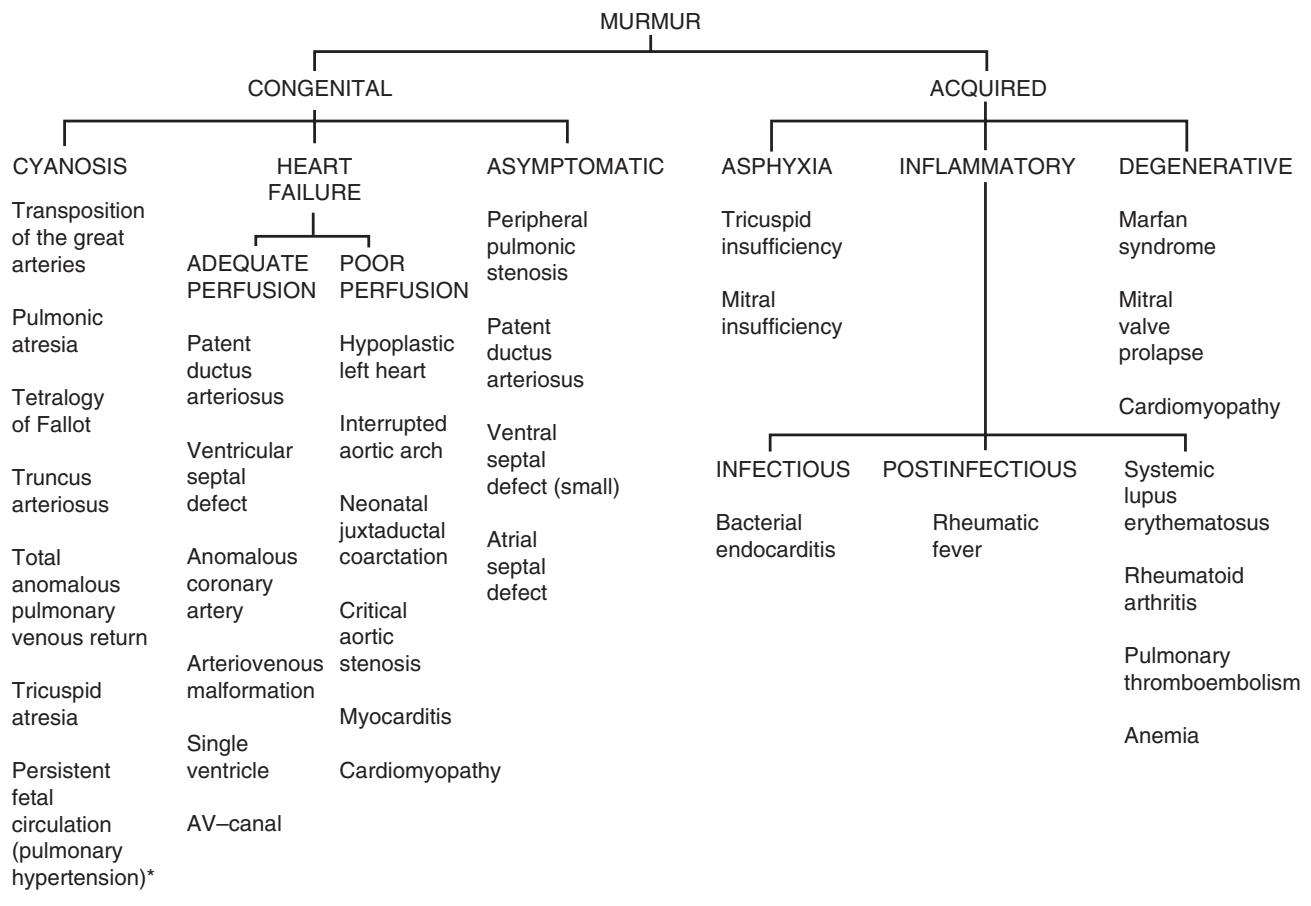 MURMUR
CONGENITAL
ACQUIRED
CYANOSIS
Transposition
of the great
arteries
Pulmonic
atresia
Tetralogy
of Fallot
Truncus
arteriosus
Total
anomalous
pulmonary
venous return
Tricuspid
atresia
Persistent
fetal
circulation
(pulmonary
hypertension)*
HEART
FAILURE
ADEQUATE
PERFUSION
Patent
ductus
arteriosus
Ventricular
septal
defect
Anomalous
coronary
artery
Arteriovenous
malformation
Single
ventricle
AV–canal
POOR
PERFUSION
Hypoplastic
left heart
Interrupted
aortic arch
Neonatal
juxtaductal
coarctation
Critical
aortic
stenosis
Myocarditis
Cardiomyopathy
ASYMPTOMATIC
Peripheral
pulmonic
stenosis
Patent
ductus
arteriosus
Ventral
septal
defect (small)
Atrial
septal
defect
ASPHYXIA
Tricuspid
insufficiency
Mitral
insufficiency
INFLAMMATORY
INFECTIOUS
Bacterial
endocarditis
POSTINFECTIOUS
Rheumatic
fever
Systemic
lupus
erythematosus
Rheumatoid
arthritis
Pulmonary
thromboembolism
Anemia
DEGENERATIVE
Marfan
syndrome
Mitral
valve
prolapse
Cardiomyopathy